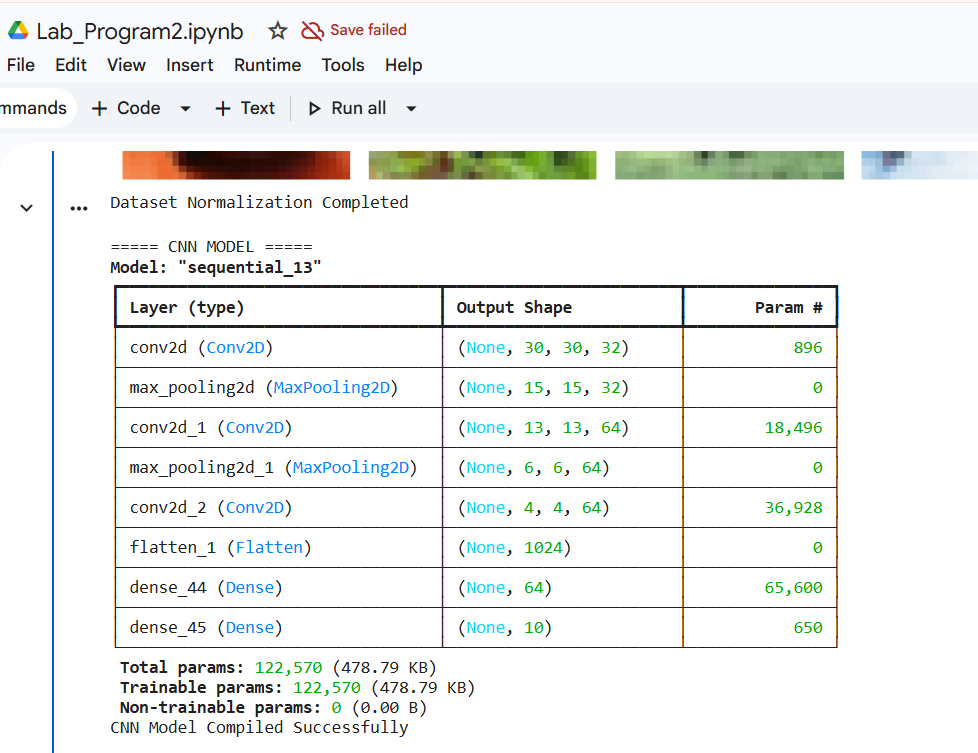 Lab_Program2.ipynb Save failed
File Edit View Insert Runtime Tools Help
mmands + Code + Text Run all
Dataset Normalization Completed
===== CNN MODEL =====
Model: "sequential_13"
Layer (type) Output Shape Param #
conv2d (Conv2D) (None, 30, 30, 32) 896
max_pooling2d (MaxPooling2D) (None, 15, 15, 32) 0
conv2d_1 (Conv2D) (None, 13, 13, 64) 18,496
max_pooling2d_1 (MaxPooling2D) (None, 6, 6, 64) 0
conv2d_2 (Conv2D) (None, 4, 4, 64) 36,928
flatten_1 (Flatten) (None, 1024) 0
dense_44 (Dense) (None, 64) 65,600
dense_45 (Dense) (None, 10) 650
Total params: 122,570 (478.79 KB)
Trainable params: 122,570 (478.79 KB)
Non-trainable params: 0 (0.00 B)
CNN Model Compiled Successfully